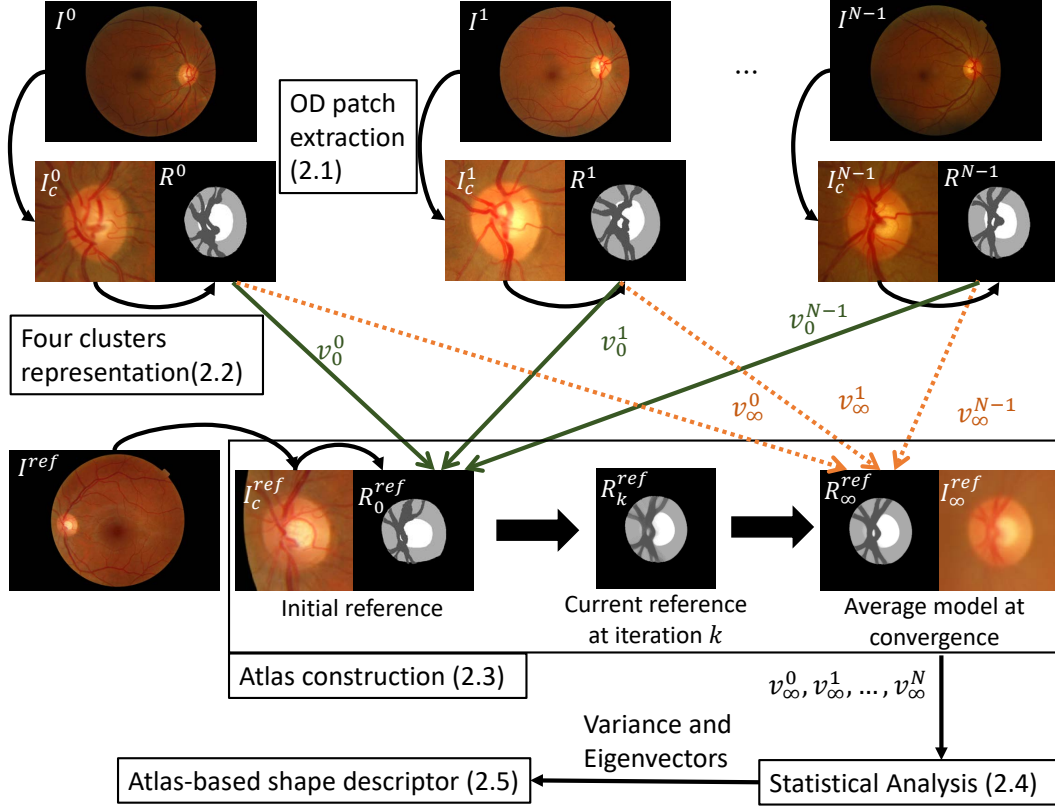 I^0
I^1
I^{N-1}
...
OD patch
extraction
(2.1)
I_c^0
R^0
I_c^1
R^1
I_c^{N-1}
R^{N-1}
Four clusters
representation(2.2)
v_0^0
v_0^1
v_0^{N-1}
v_∞^0
v_∞^1
v_∞^{N-1}
I^{ref}
I_c^{ref}
R_0^{ref}
R_k^{ref}
R_∞^{ref}
I_∞^{ref}
Initial reference
Current reference
at iteration k
Average model at
convergence
Atlas construction (2.3)
v_∞^0, v_∞^1, ..., v_∞^N
Variance and
Eigenvectors
Atlas-based shape descriptor (2.5)
Statistical Analysis (2.4)